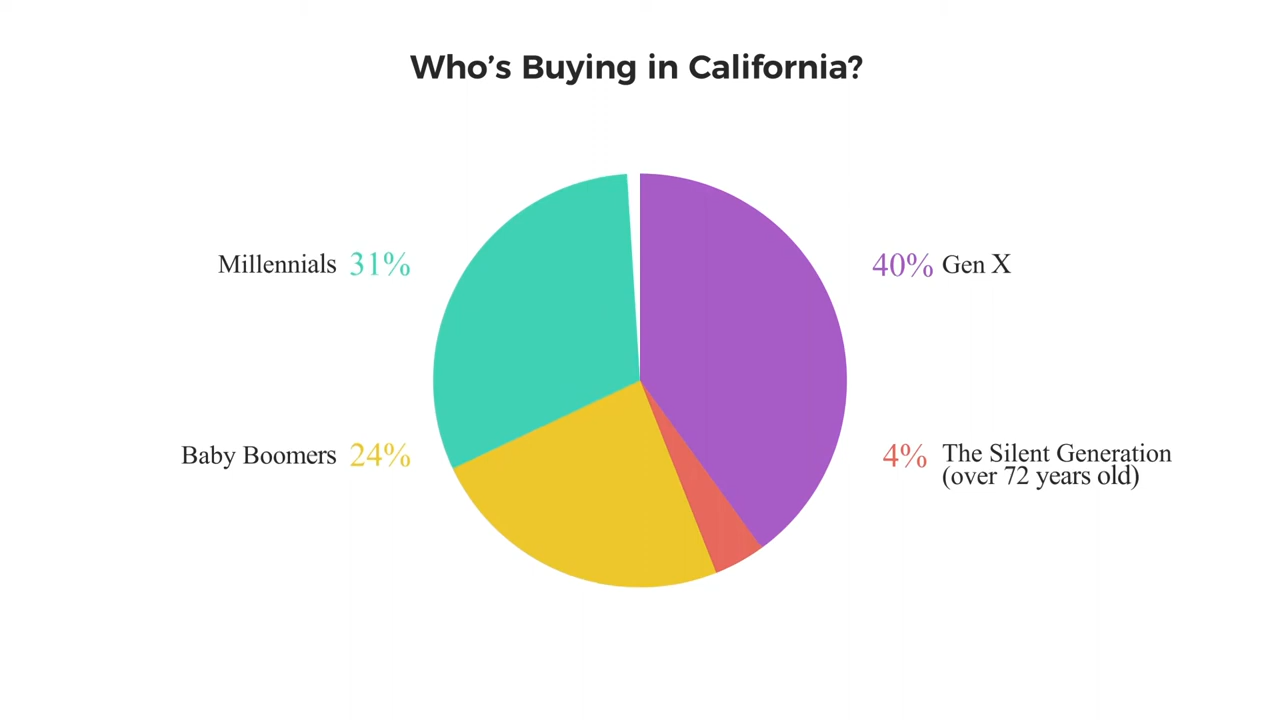 Who’s Buying in California?
Millennials 31%
40% Gen X
Baby Boomers 24%
4% The Silent Generation
(over 72 years old)